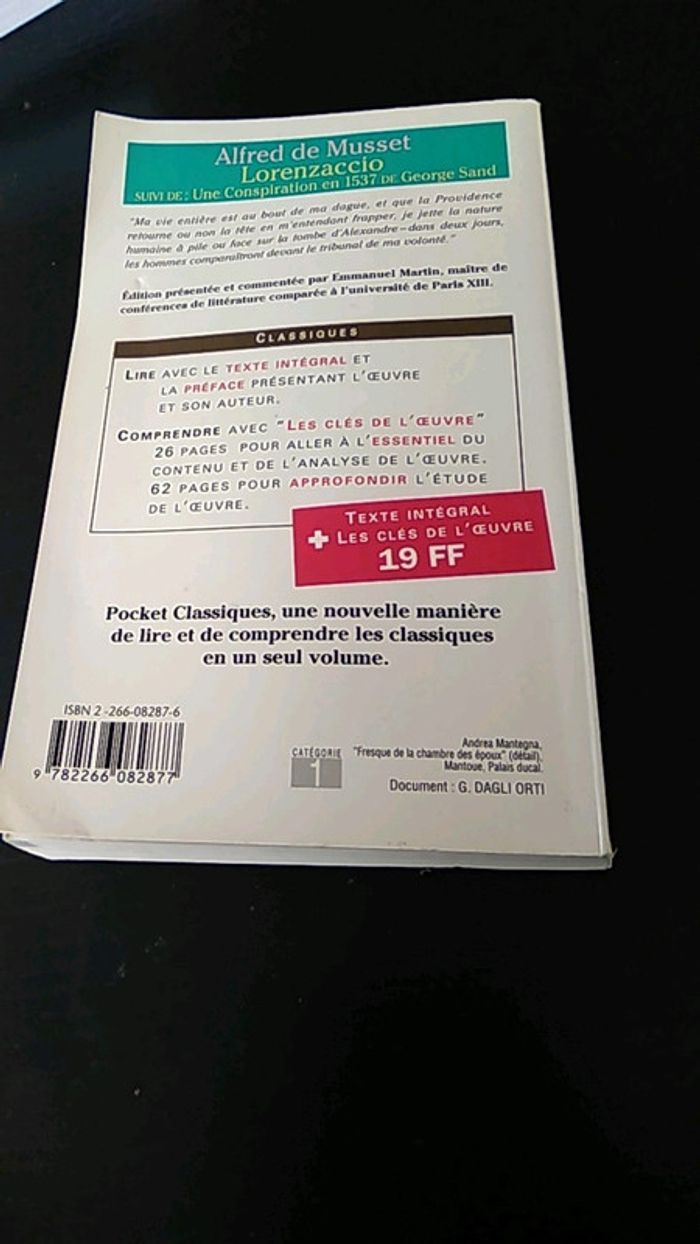 Alfred de Musset
Lorenzaccio
SUIVI DE : Une Conspiration en 1537 DE George Sand
"Ma vie entière est au bout de ma dague, et que la Providence
retourne ou non la tête en m'entendant frapper, je jette la nature
humaine à pile ou face sur la tombe d'Alexandre – dans deux jours,
les hommes comparaîtront devant le tribunal de ma volonté."
Édition présentée et commentée par Emmanuel Martin, maître de
conférences de littérature comparée à l'université de Paris XIII.
CLASSIQUES
LIRE AVEC LE TEXTE INTÉGRAL ET
LA PRÉFACE PRÉSENTANT L'ŒUVRE
ET SON AUTEUR.
COMPRENDRE AVEC "LES CLÉS DE L'ŒUVRE"
26 PAGES POUR ALLER À L'ESSENTIEL DU
CONTENU ET DE L'ANALYSE DE L'ŒUVRE.
62 PAGES POUR APPROFONDIR L'ÉTUDE
DE L'ŒUVRE.
TEXTE INTÉGRAL
+ LES CLÉS DE L'ŒUVRE
19 FF
Pocket Classiques, une nouvelle manière
de lire et de comprendre les classiques
en un seul volume.
ISBN 2-266-08287-6
9 782266 082877
CATÉGORIE
1
Andrea Mantegna,
"Fresque de la chambre des époux" (détail),
Mantoue, Palais ducal.
Document : G. DAGLI ORTI